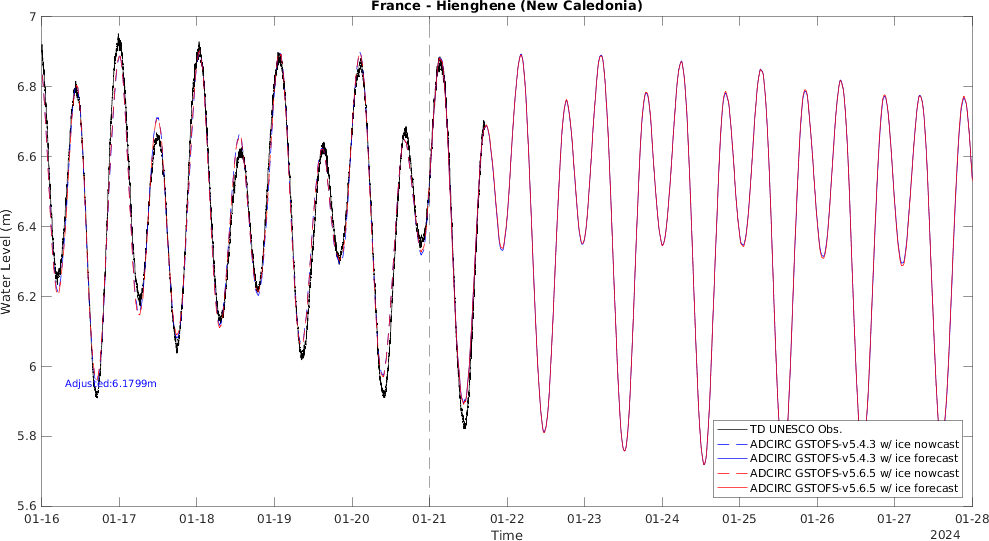 France - Hienghene (New Caledonia)
7
6.8
6.6
6.4
6.2
6
5.8
5.6
Water Level (m)
Adjusted:6.1799m
TD UNESCO Obs.
ADCIRC GSTOFS-v5.4.3 w/ ice nowcast
ADCIRC GSTOFS-v5.4.3 w/ ice forecast
ADCIRC GSTOFS-v5.6.5 w/ ice nowcast
ADCIRC GSTOFS-v5.6.5 w/ ice forecast
01-16 01-17 01-18 01-19 01-20 01-21 01-22 01-23 01-24 01-25 01-26 01-27 01-28
Time
2024